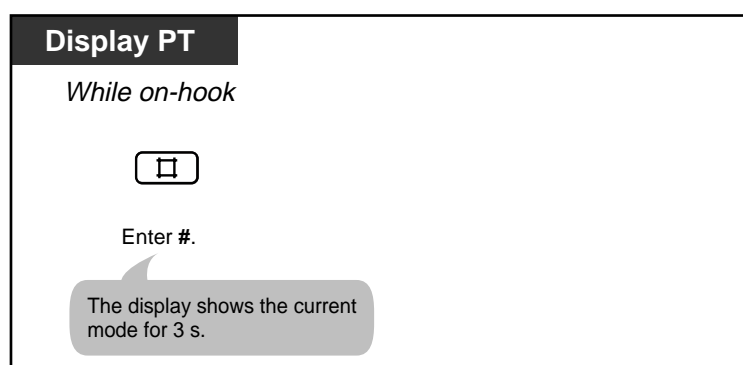 Display PT
While on-hook
#
Enter #.
The display shows the current
mode for 3 s.